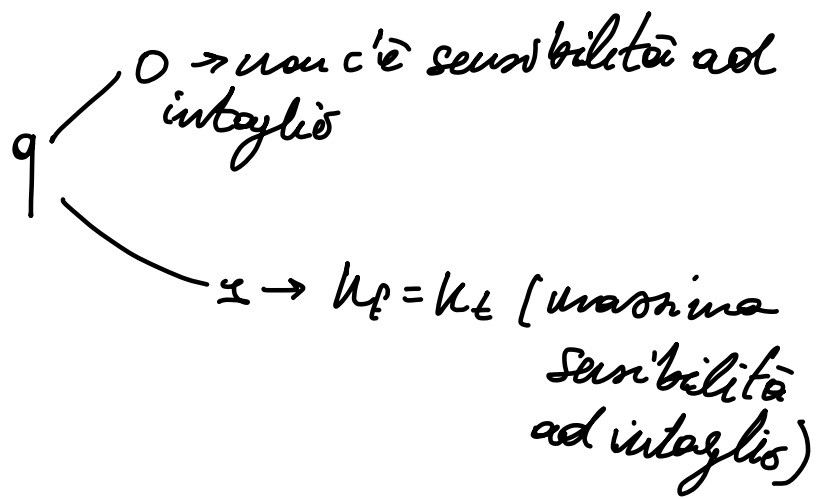 0 → non c'è sensibilità ad
intaglio
q
1 → Kf = Kt (massima
sensibilità
ad intaglio)